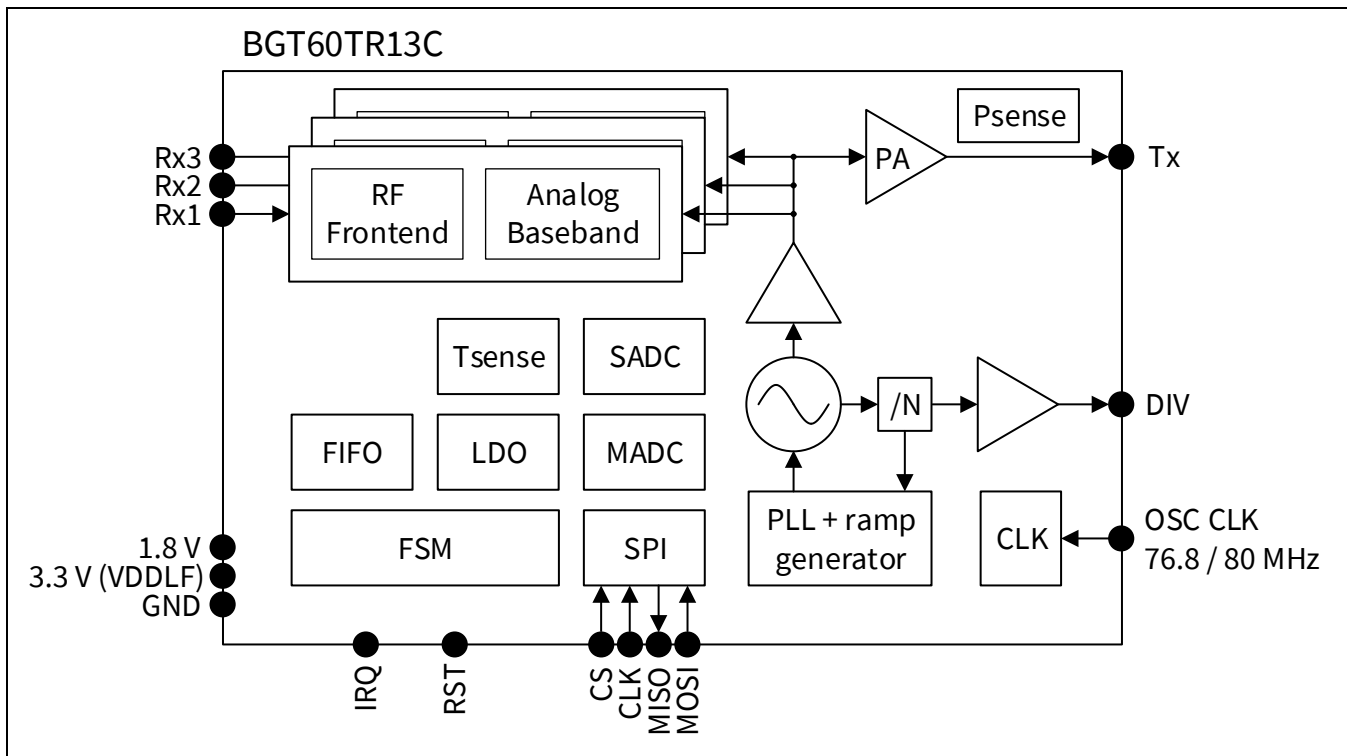 BGT60TR13C
Psense
Rx3
Rx2
Rx1
RF
Frontend
Analog
Baseband
PA
Tx
Tsense
SADC
/N
DIV
FIFO
LDO
MADC
FSM
SPI
PLL + ramp
generator
CLK
OSC CLK
76.8 / 80 MHz
1.8 V
3.3 V (VDDLF)
GND
IRQ
RST
CS
CLK
MISO
MOSI